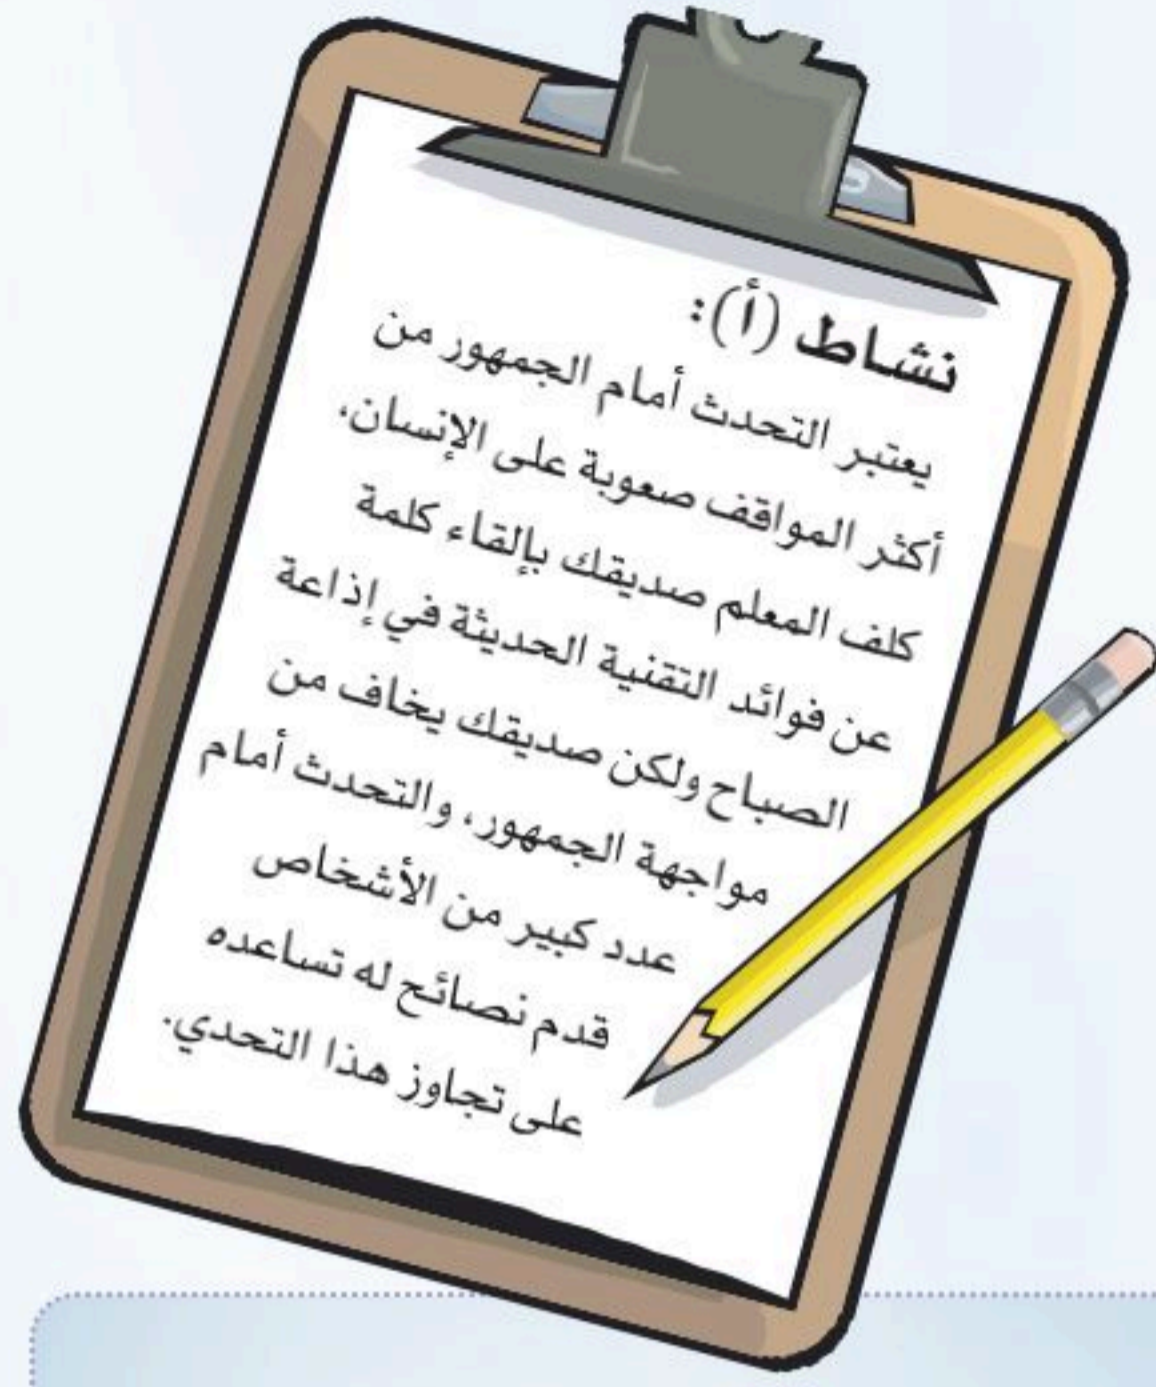 نشاط (أ):
يعتبر التحدث أمام الجمهور من
أكثر المواقف صعوبة على الإنسان،
كلف المعلم صديقك بإلقاء كلمة
عن فوائد التقنية الحديثة في إذاعة
الصباح ولكن صديقك يخاف من
مواجهة الجمهور، والتحدث أمام
عدد كبير من الأشخاص
قدم نصائح له تساعده
على تجاوز هذا التحدي.